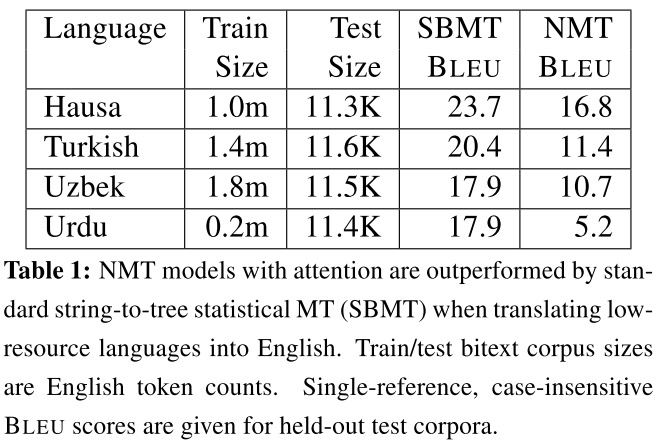 Language Train Test SBMT NMT
Size Size BLEU BLEU
Hausa 1.0m 11.3K 23.7 16.8
Turkish 1.4m 11.6K 20.4 11.4
Uzbek 1.8m 11.5K 17.9 10.7
Urdu 0.2m 11.4K 17.9 5.2
Table 1: NMT models with attention are outperformed by stan-
dard string-to-tree statistical MT (SBMT) when translating low-
resource languages into English. Train/test bitext corpus sizes
are English token counts. Single-reference, case-insensitive
BLEU scores are given for held-out test corpora.